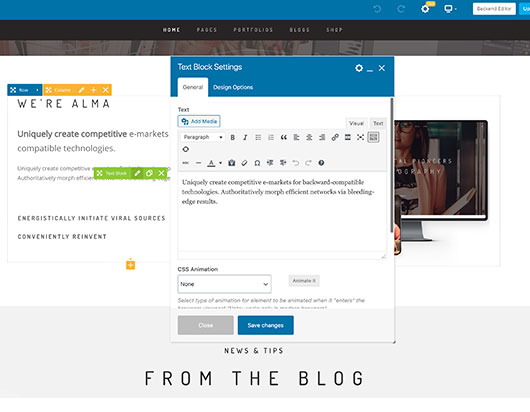 Backend Editor
HOME PAGES PORTFOLIOS BLOGS SHOP
Row Column
WE'RE ALMA
Uniquely create competitive e-markets
compatible technologies.
Uniquely create competitive
Authoritatively morph efficient networks
Text Block
ENERGISTICALLY INITIATE VIRAL SOURCES
CONVENIENTLY REINVENT
Text Block Settings
General Design Options
Text
Add Media
Visual Text
Paragraph
Uniquely create competitive e-markets for backward-compatible
technologies. Authoritatively morph efficient networks via bleeding-
edge results.
CSS Animation
None
Animate it
Select type of animation for element to be animated when it "enters" the
Close Save changes
PIONEERS
NEWS & TIPS
FROM THE BLOG